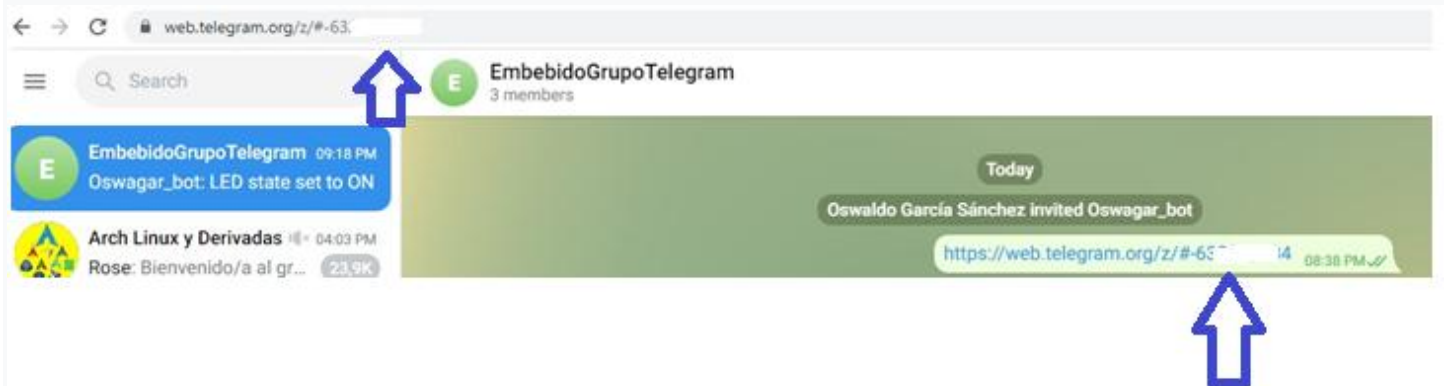 web.telegram.org/z/#-63
Search
EmbebidoGrupoTelegram
3 members
EmbebidoGrupoTelegram 09:18 PM
Oswagar_bot: LED state set to ON
Arch Linux y Derivadas 04:03 PM
Rose: Bienvenido/a al gr... 23,9K
Today
Oswaldo García Sánchez invited Oswagar_bot
https://web.telegram.org/z/#-63 4 08:38 PM